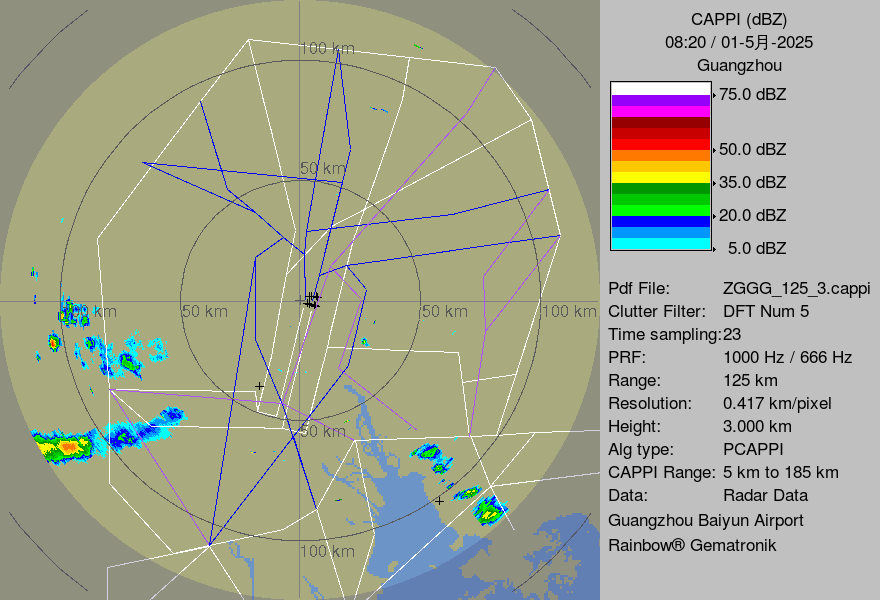 CAPPI (dBZ)
08:20 / 01-5月-2025
Guangzhou
75.0 dBZ
50.0 dBZ
35.0 dBZ
20.0 dBZ
5.0 dBZ
Pdf File: ZGGG_125_3.cappi
Clutter Filter: DFT Num 5
Time sampling:23
PRF: 1000 Hz / 666 Hz
Range: 125 km
Resolution: 0.417 km/pixel
Height: 3.000 km
Alg type: PCAPPI
CAPPI Range: 5 km to 185 km
Data: Radar Data
Guangzhou Baiyun Airport
Rainbow® Gematronik
100 km
50 km
km
50 km
50 km
100 km
50 km
100 km